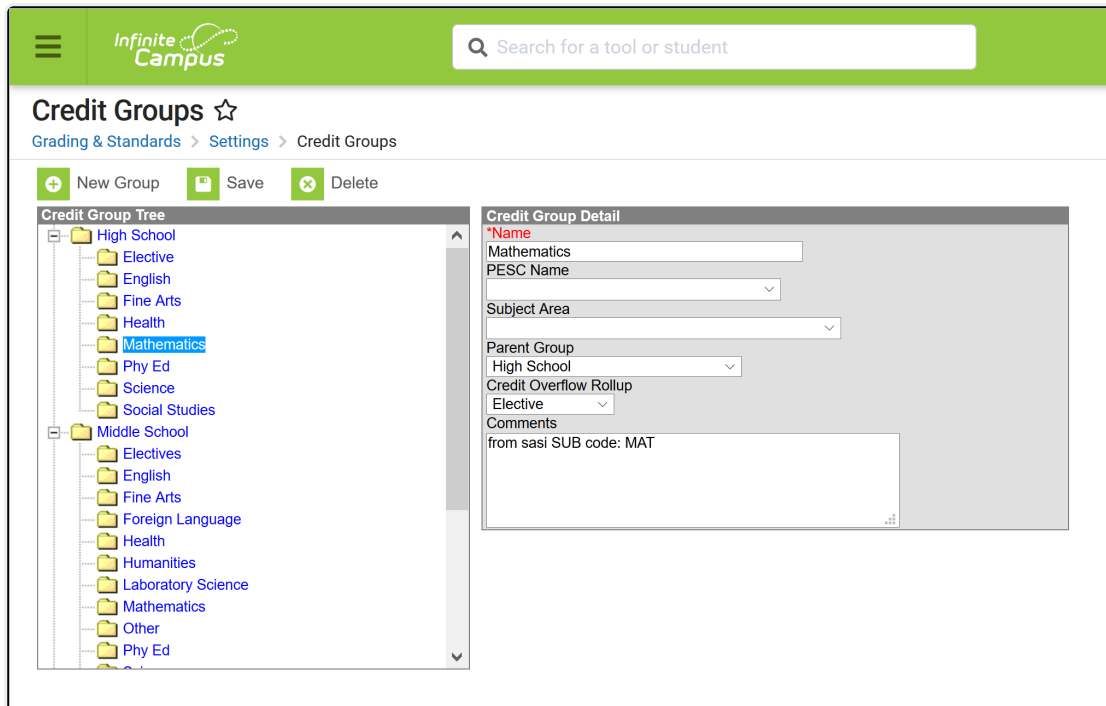 Infinite
Campus
Search for a tool or student
Credit Groups
Grading & Standards > Settings > Credit Groups
New Group Save Delete
Credit Group Tree
High School
Elective
English
Fine Arts
Health
Mathematics
Phy Ed
Science
Social Studies
Middle School
Electives
English
Fine Arts
Foreign Language
Health
Humanities
Laboratory Science
Mathematics
Other
Phy Ed
Credit Group Detail
*Name
Mathematics
PESC Name
Subject Area
Parent Group
High School
Credit Overflow Rollup
Elective
Comments
from sasi SUB code: MAT